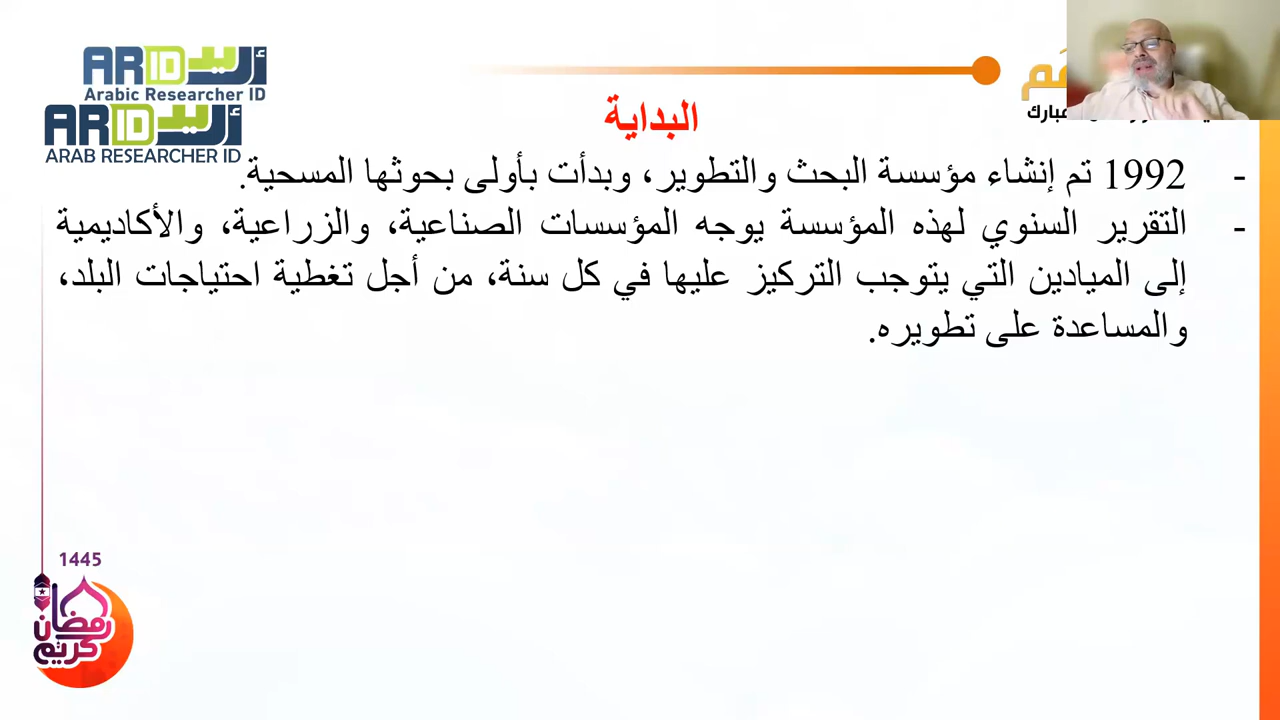 ARID أريد
Arabic Researcher ID
ARID أريد
ARAB RESEARCHER ID
البداية
- 1992 تم إنشاء مؤسسة البحث والتطوير، وبدأت بأولى بحوثها المسحية.
- التقرير السنوي لهذه المؤسسة يوجه المؤسسات الصناعية، والزراعية، والأكاديمية
إلى الميادين التي يتوجب التركيز عليها في كل سنة، من أجل تغطية احتياجات البلد،
والمساعدة على تطويره.
1445
رمضان
كريم